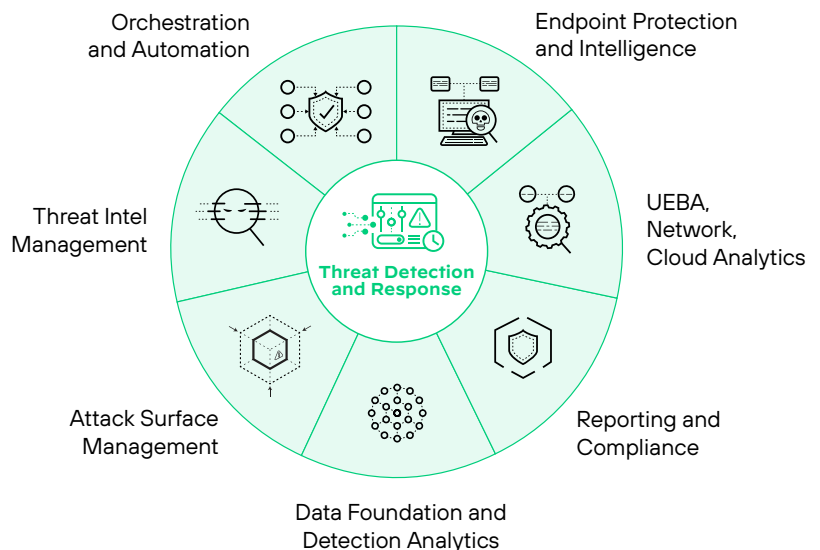 Orchestration
and Automation
Endpoint Protection
and Intelligence
Threat Intel
Management
UEBA,
Network,
Cloud Analytics
Threat Detection
and Response
Attack Surface
Management
Reporting and
Compliance
Data Foundation and
Detection Analytics